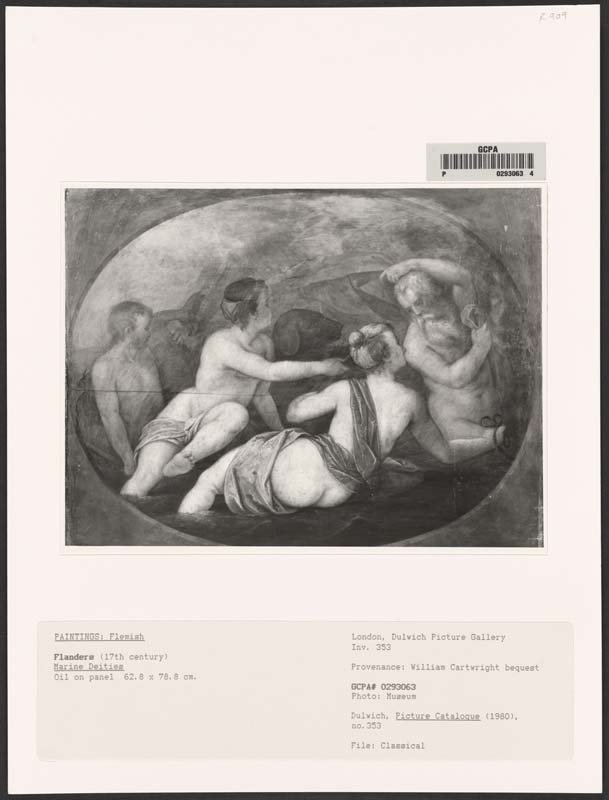 R 909
GCPA
P 0293063 4
PAINTINGS: Flemish
Flanders (17th century)
Marine Deities
Oil on panel 62.8 x 78.8 cm.
London, Dulwich Picture Gallery
Inv. 353
Provenance: William Cartwright bequest
GCPA# 0293063
Photo: Museum
Dulwich, Picture Catalogue (1980),
no.353
File: Classical